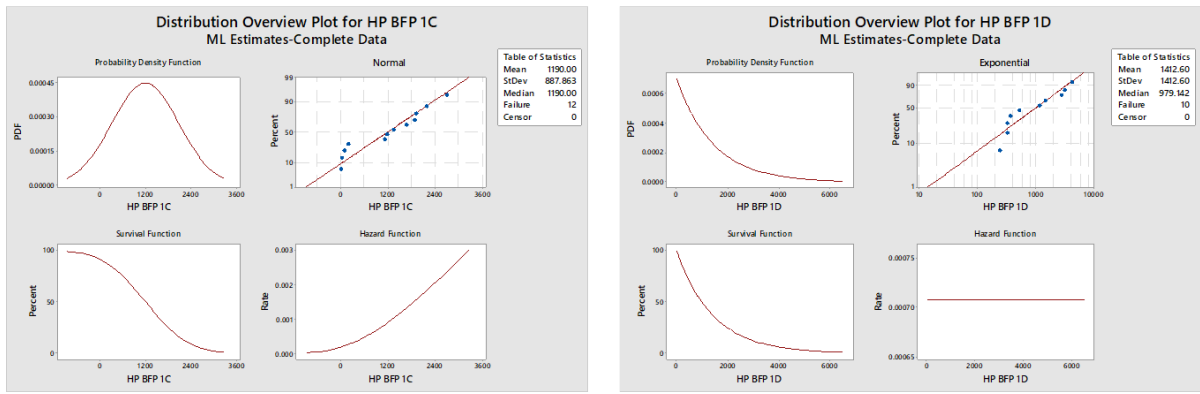 Distribution Overview Plot for HP BFP 1C
ML Estimates-Complete Data
Probability Density Function
0.00045
0.00030
0.00015
0.00000
PDF
0 1200 2400 3600
HP BFP 1C
Normal
99
90
50
10
1
Percent
0 1200 2400 3600
HP BFP 1C
Table of Statistics
Mean 1190.00
StDev 887.863
Median 1190.00
Failure 12
Censor 0
Survival Function
100
50
0
Percent
0 1200 2400 3600
HP BFP 1C
Hazard Function
0.003
0.002
0.001
0.000
Rate
0 1200 2400 3600
HP BFP 1C
Distribution Overview Plot for HP BFP 1D
ML Estimates-Complete Data
Probability Density Function
0.0006
0.0004
0.0002
0.0000
PDF
0 2000 4000 6000
HP BFP 1D
Exponential
90
50
10
1
Percent
10 100 1000 10000
HP BFP 1D
Table of Statistics
Mean 1412.60
StDev 1412.60
Median 979.142
Failure 10
Censor 0
Survival Function
100
50
0
Percent
0 2000 4000 6000
HP BFP 1D
Hazard Function
0.00075
0.00070
0.00065
Rate
0 2000 4000 6000
HP BFP 1D